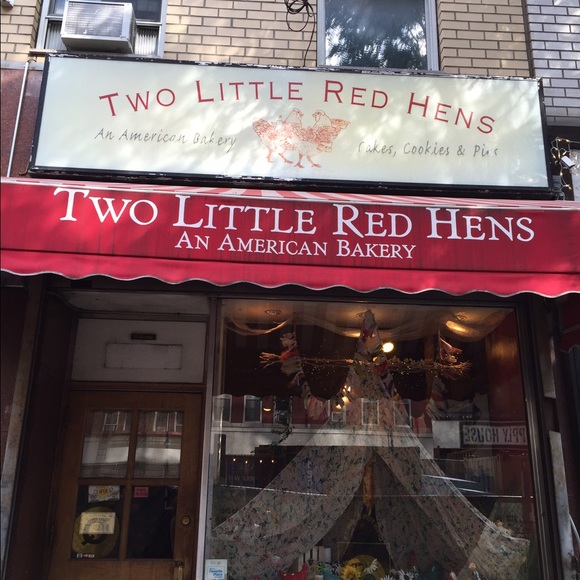 TWO LITTLE RED HENS
An American Bakery
Cakes, Cookies & Pies
TWO LITTLE RED HENS
AN AMERICAN BAKERY